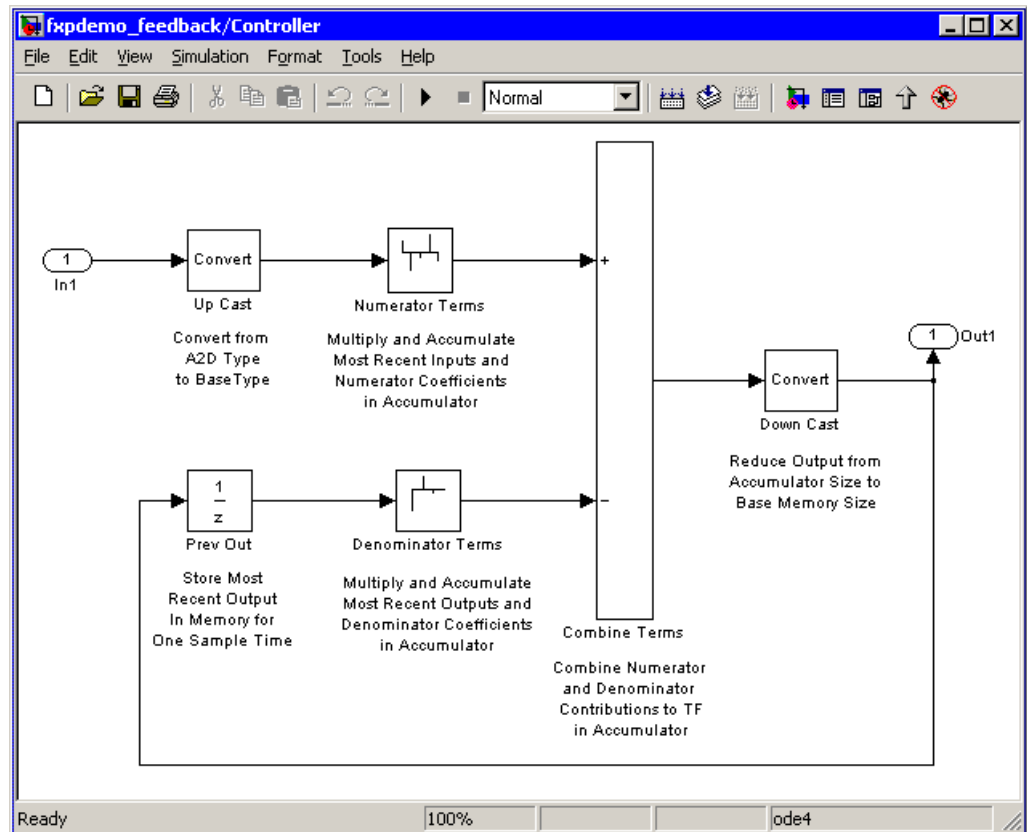 fxpdemo_feedback/Controller
File Edit View Simulation Format Tools Help
Normal
1
In1
Convert
Up Cast
Convert from
A2D Type
to BaseType
Numerator Terms
Multiply and Accumulate
Most Recent Inputs and
Numerator Coefficients
in Accumulator
+
1
Out1
Convert
Down Cast
Reduce Output from
Accumulator Size to
Base Memory Size
1
z
Prev Out
Store Most
Recent Output
In Memory for
One Sample Time
Denominator Terms
Multiply and Accumulate
Most Recent Outputs and
Denominator Coefficients
in Accumulator
−
Combine Terms
Combine Numerator
and Denominator
Contributions to TF
in Accumulator
Ready 100% ode4